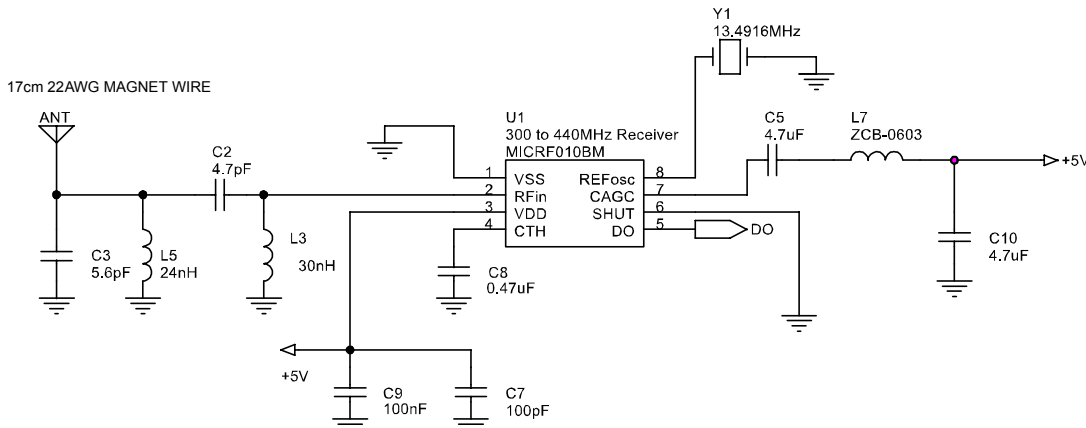 Y1
13.4916MHz
17cm 22AWG MAGNET WIRE
ANT
U1
300 to 440MHz Receiver
MICRF010BM
C5
4.7uF
L7
ZCB-0603
C2
4.7pF
+5V
1 VSS REFosc 8
2 RFin CAGC 7
3 VDD SHUT 6
4 CTH DO 5
DO
C3
5.6pF
L5
24nH
L3
30nH
C8
0.47uF
C10
4.7uF
+5V
C9
100nF
C7
100pF